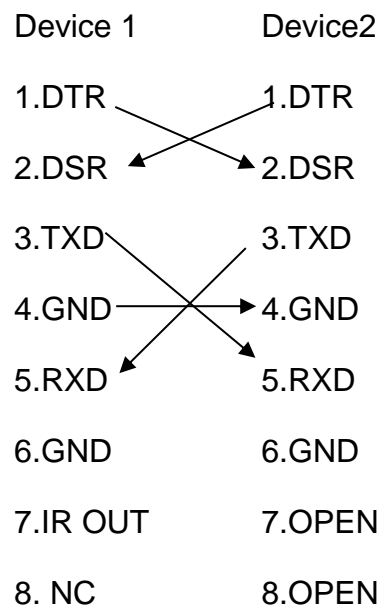 Device 1 Device2
1.DTR 1.DTR
2.DSR 2.DSR
3.TXD 3.TXD
4.GND 4.GND
5.RXD 5.RXD
6.GND 6.GND
7.IR OUT 7.OPEN
8. NC 8.OPEN